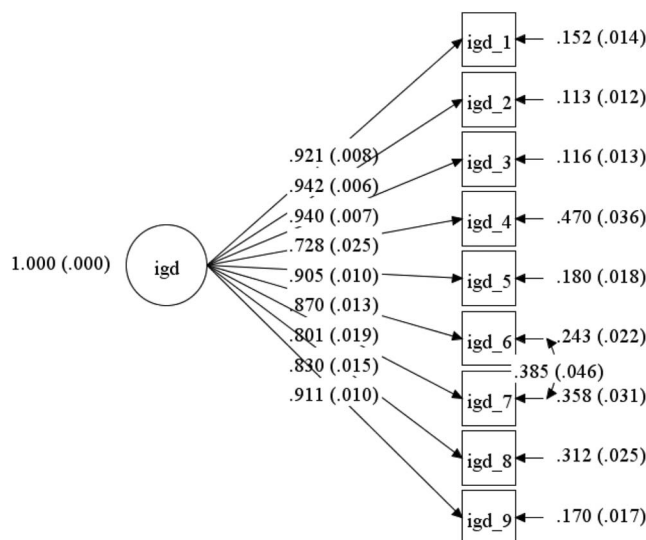 igd_1 .152 (.014)
igd_2 .113 (.012)
.921 (.008)
igd_3 .116 (.013)
.942 (.006)
.940 (.007)
igd_4 .470 (.036)
.728 (.025)
1.000 (.000) igd
.905 (.010)
igd_5 .180 (.018)
.870 (.013)
.801 (.019)
igd_6 .243 (.022)
.830 (.015)
.385 (.046)
.911 (.010)
igd_7 .358 (.031)
igd_8 .312 (.025)
igd_9 .170 (.017)